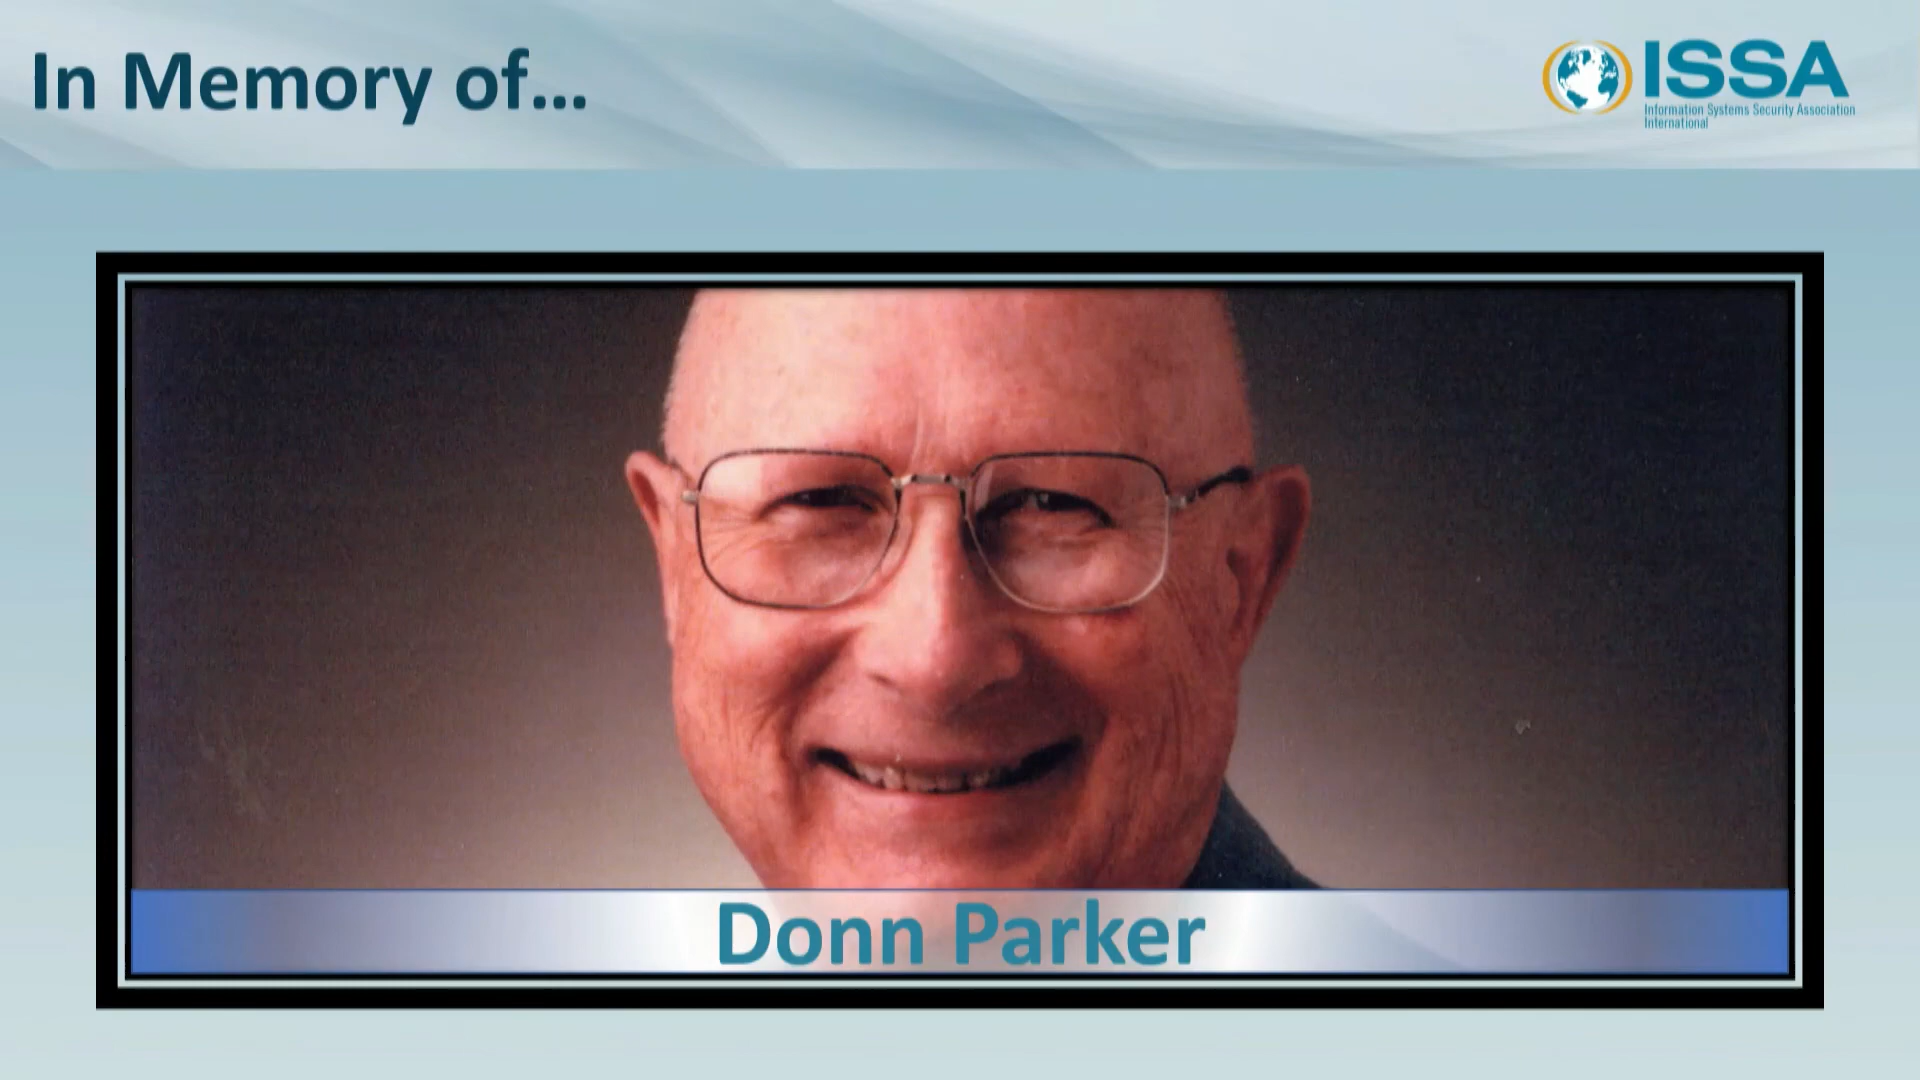 In Memory of...
ISSA
Information Systems Security Association
International
Donn Parker